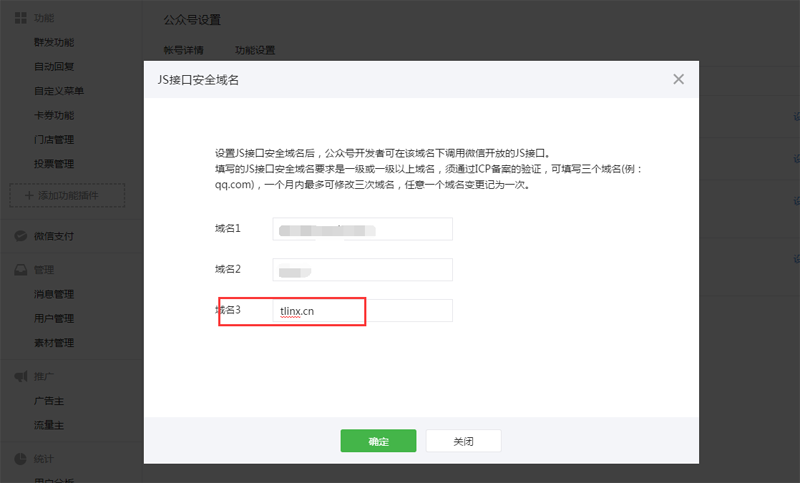 功能
群发功能
自动回复
自定义菜单
卡券功能
门店管理
投票管理
添加功能插件
微信支付
管理
消息管理
用户管理
素材管理
推广
广告主
流量主
统计
用户分析
公众号设置
帐号详情 功能设置
JS接口安全域名
设置JS接口安全域名后，公众号开发者可在该域名下调用微信开放的JS接口。
填写的JS接口安全域名要求是一级或一级以上域名，须通过ICP备案的验证，可填写三个域名(例：
qq.com)，一个月内最多可修改三次域名，任意一个域名变更记为一次。
域名1
域名2
域名3 tlinx.cn
确定 关闭